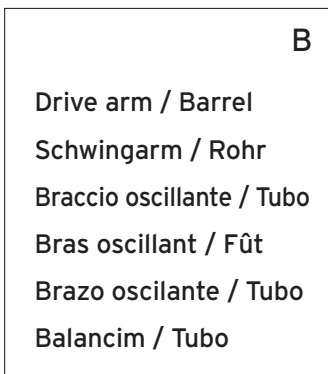 B
Drive arm / Barrel
Schwingarm / Rohr
Braccio oscillante / Tubo
Bras oscillant / Fût
Brazo oscilante / Tubo
Balancim / Tubo